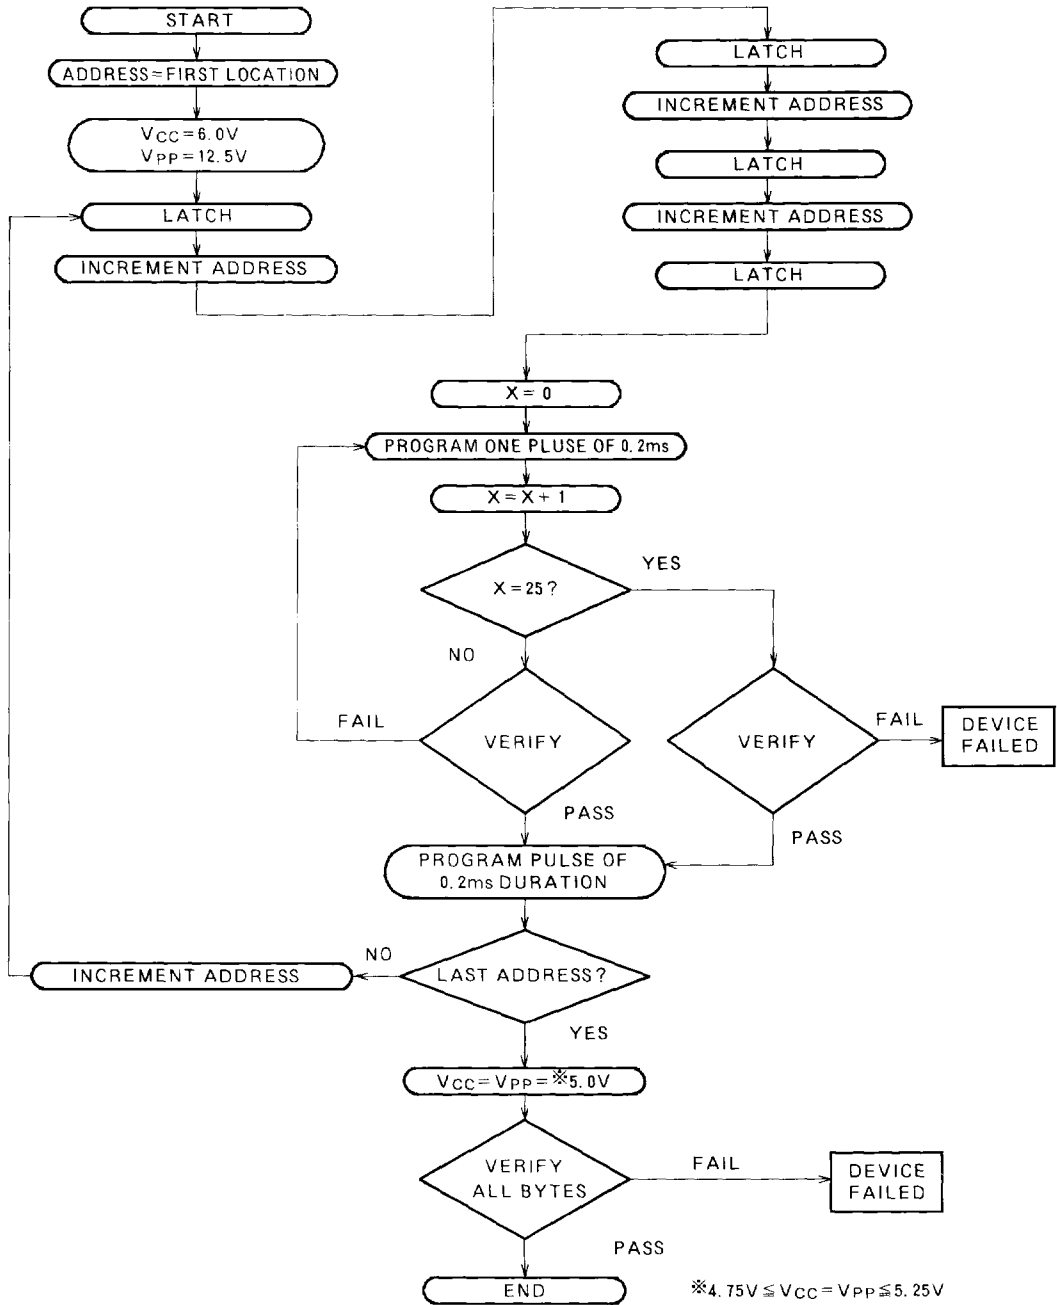 START
ADDRESS=FIRST LOCATION
VCC=6.0V
VPP=12.5V
LATCH
INCREMENT ADDRESS
LATCH
INCREMENT ADDRESS
LATCH
INCREMENT ADDRESS
LATCH
X=0
PROGRAM ONE PLUSE OF 0.2ms
X=X+1
X=25?
YES
NO
VERIFY
FAIL
PASS
VERIFY
FAIL
DEVICE
FAILED
PASS
PROGRAM PULSE OF
0.2ms DURATION
LAST ADDRESS?
NO
INCREMENT ADDRESS
YES
VCC=VPP=※5.0V
VERIFY
ALL BYTES
FAIL
DEVICE
FAILED
PASS
END
※4.75V≦VCC=VPP≦5.25V